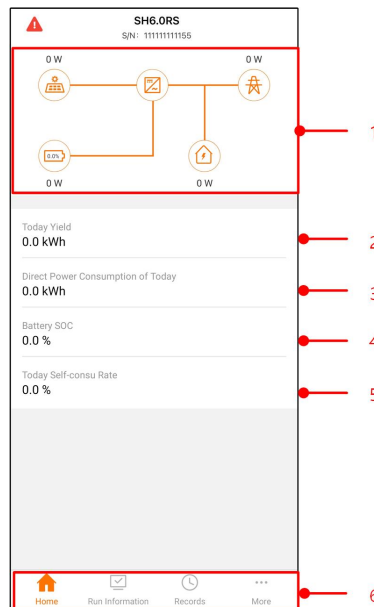 SH6.0RS
S/N: 111111111155
0 W
0 W
0.0%
0 W
0 W
1
Today Yield
0.0 kWh
2
Direct Power Consumption of Today
0.0 kWh
3
Battery SOC
0.0 %
4
Today Self-consu Rate
0.0 %
5
Home
Run Information
Records
More
6